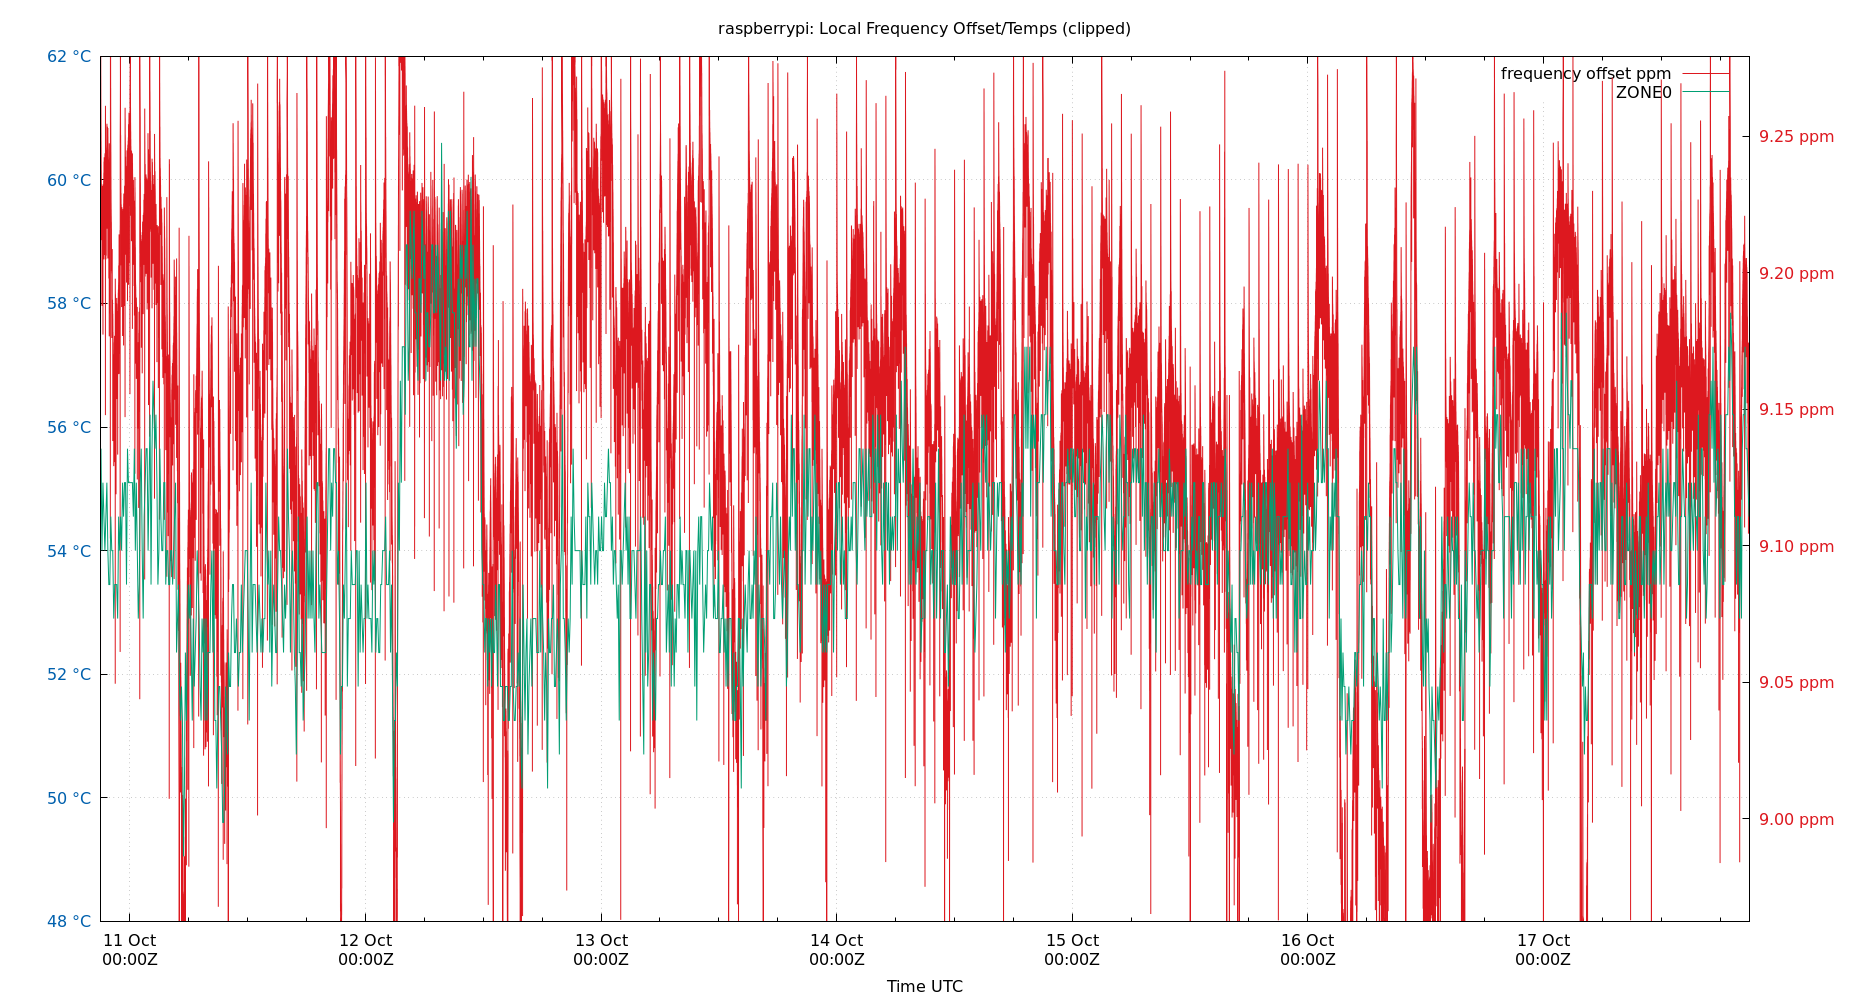 raspberrypi: Local Frequency Offset/Temps (clipped)
62 °C
60 °C
58 °C
56 °C
54 °C
52 °C
50 °C
48 °C
frequency offset ppm
ZONE0
9.25 ppm
9.20 ppm
9.15 ppm
9.10 ppm
9.05 ppm
9.00 ppm
11 Oct
00:00Z
12 Oct
00:00Z
13 Oct
00:00Z
14 Oct
00:00Z
15 Oct
00:00Z
16 Oct
00:00Z
17 Oct
00:00Z
Time UTC